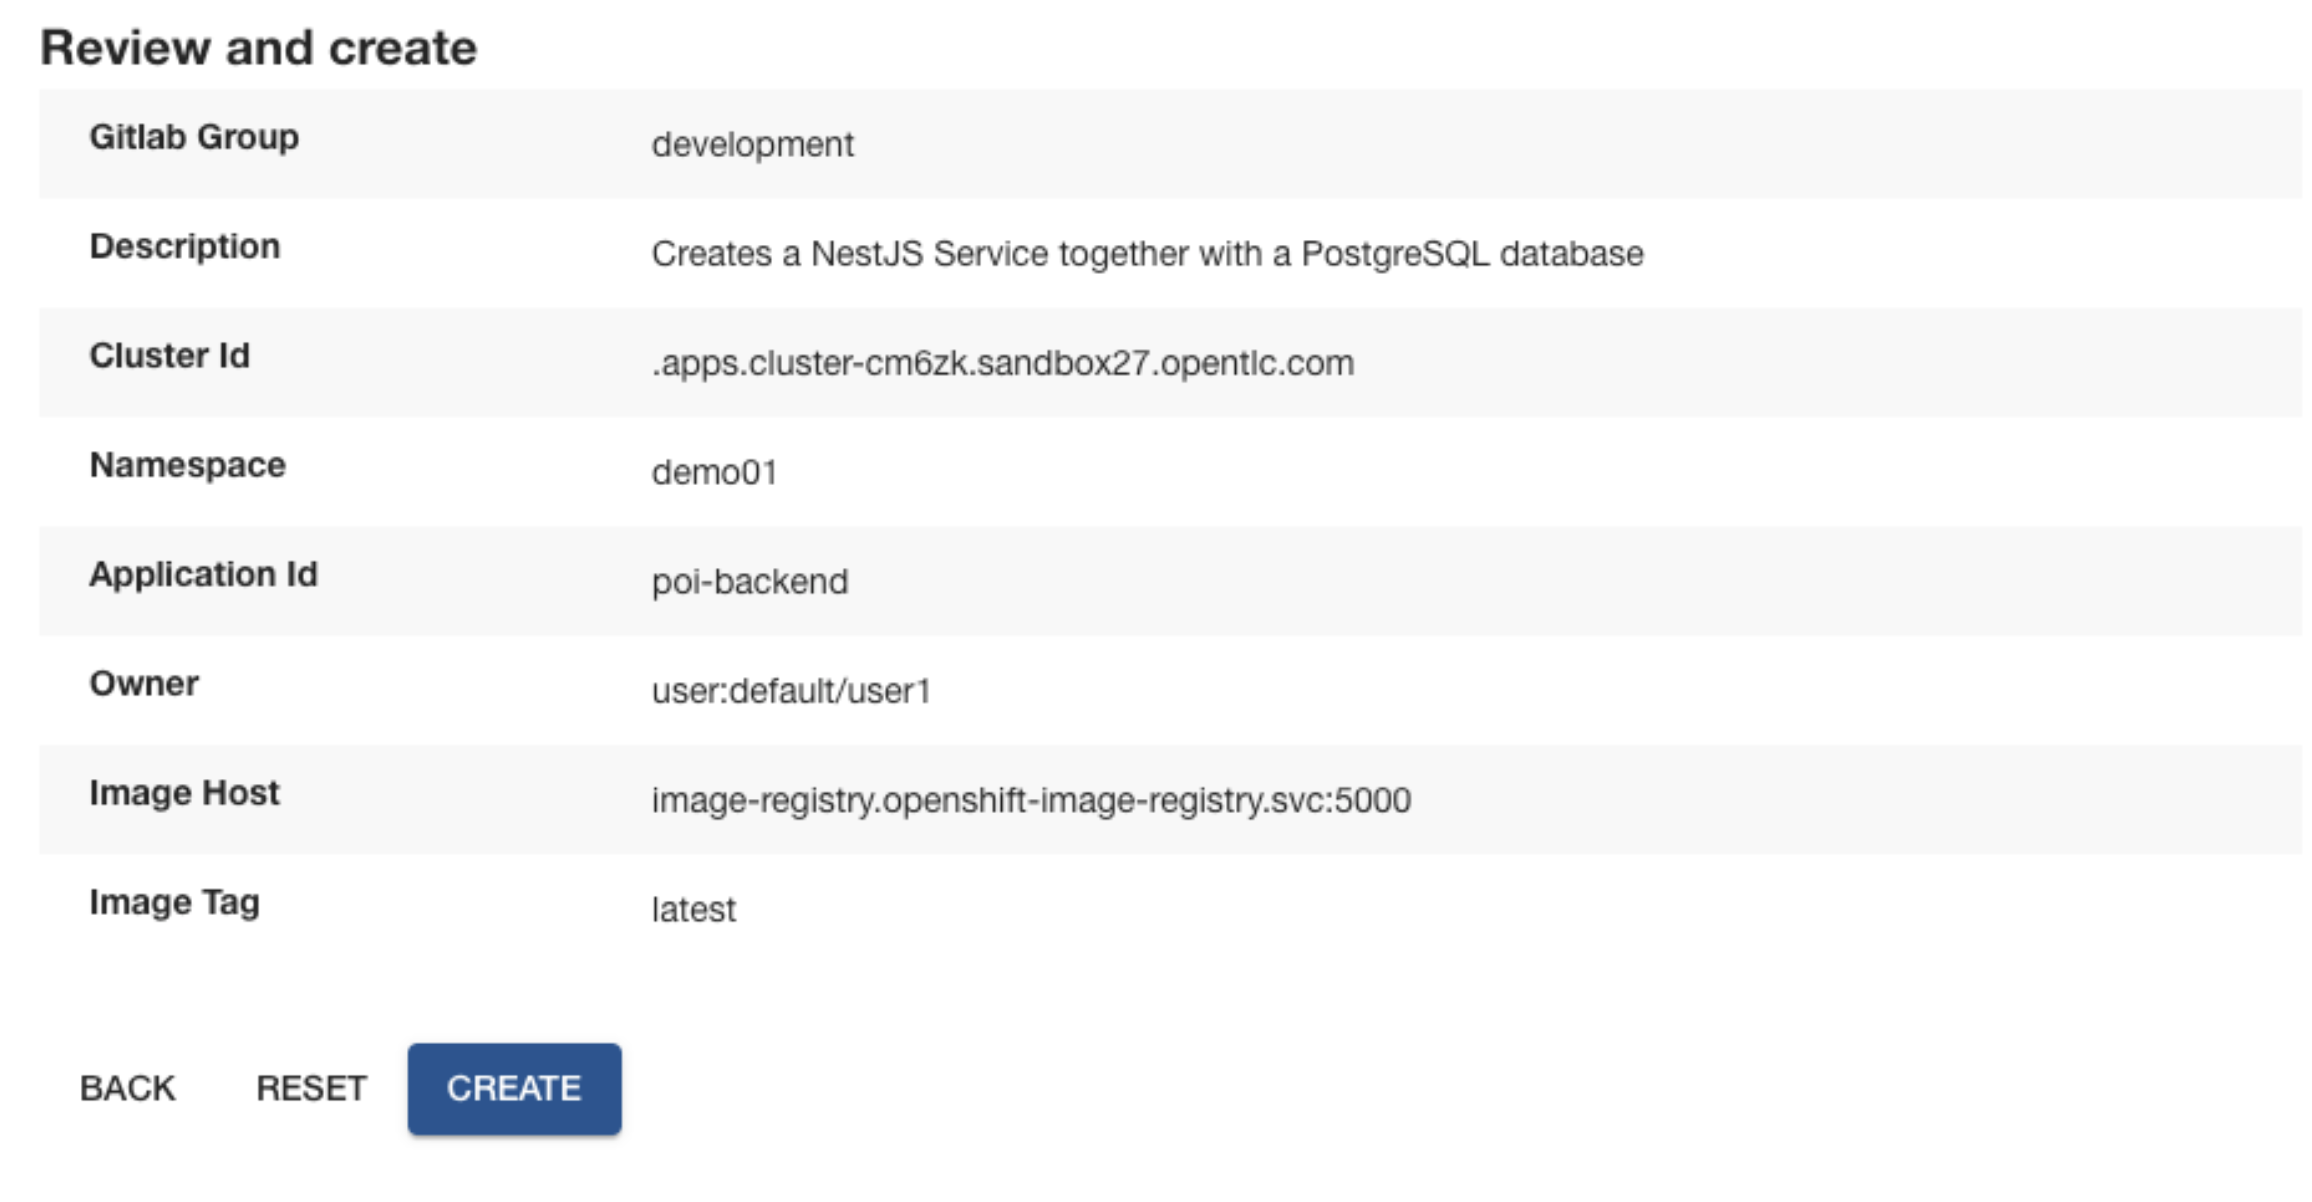 Review and create
Gitlab Group development
Description Creates a NestJS Service together with a PostgreSQL database
Cluster Id .apps.cluster-cm6zk.sandbox27.opentlc.com
Namespace demo01
Application Id poi-backend
Owner user:default/user1
Image Host image-registry.openshift-image-registry.svc:5000
Image Tag latest
BACK RESET CREATE